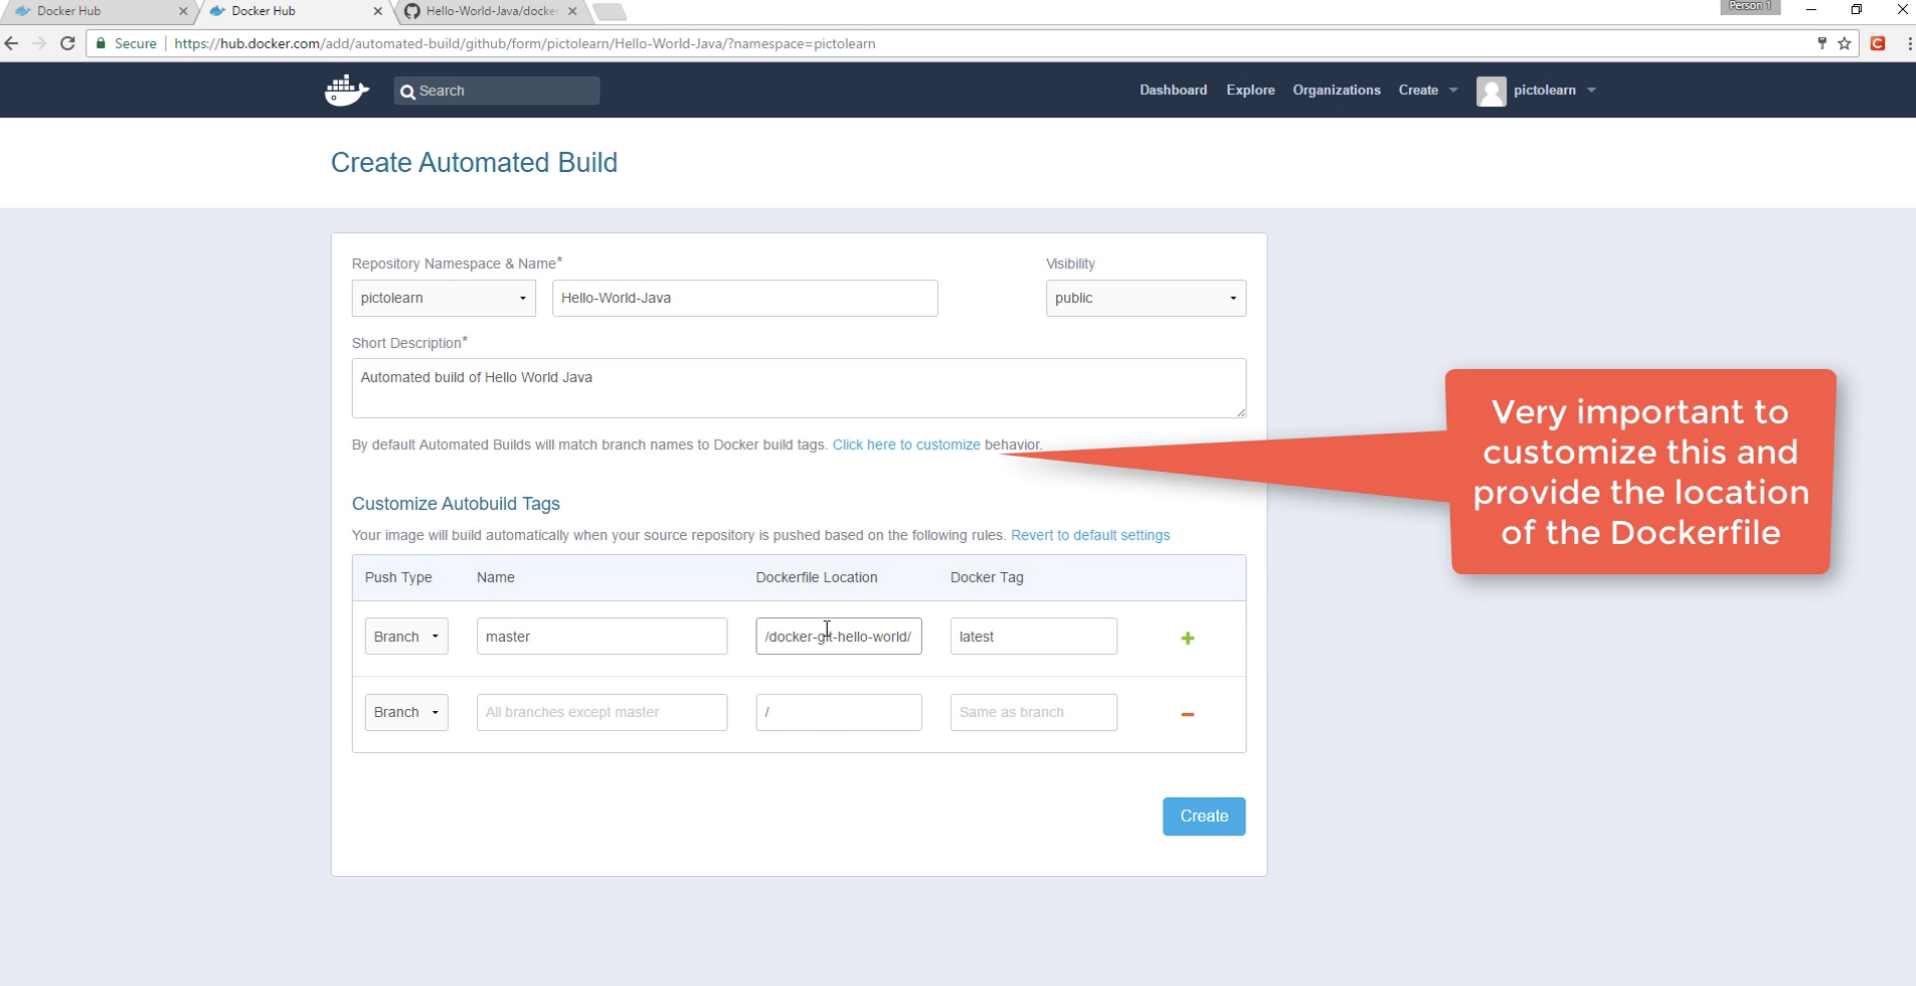 Docker Hub
Docker Hub
Hello-World-Java/docker
Person 1
Secure
https://hub.docker.com/add/automated-build/github/form/pictolearn/Hello-World-Java/?namespace=pictolearn
Search
Dashboard Explore Organizations Create pictolearn
Create Automated Build
Repository Namespace & Name*
Visibility
pictolearn
Hello-World-Java
public
Short Description*
Automated build of Hello World Java
By default Automated Builds will match branch names to Docker build tags. Click here to customize behavior.
Very important to
customize this and
provide the location
of the Dockerfile
Customize Autobuild Tags
Your image will build automatically when your source repository is pushed based on the following rules. Revert to default settings
Push Type Name Dockerfile Location Docker Tag
Branch master /docker-git-hello-world/ latest
Branch All branches except master / Same as branch
Create